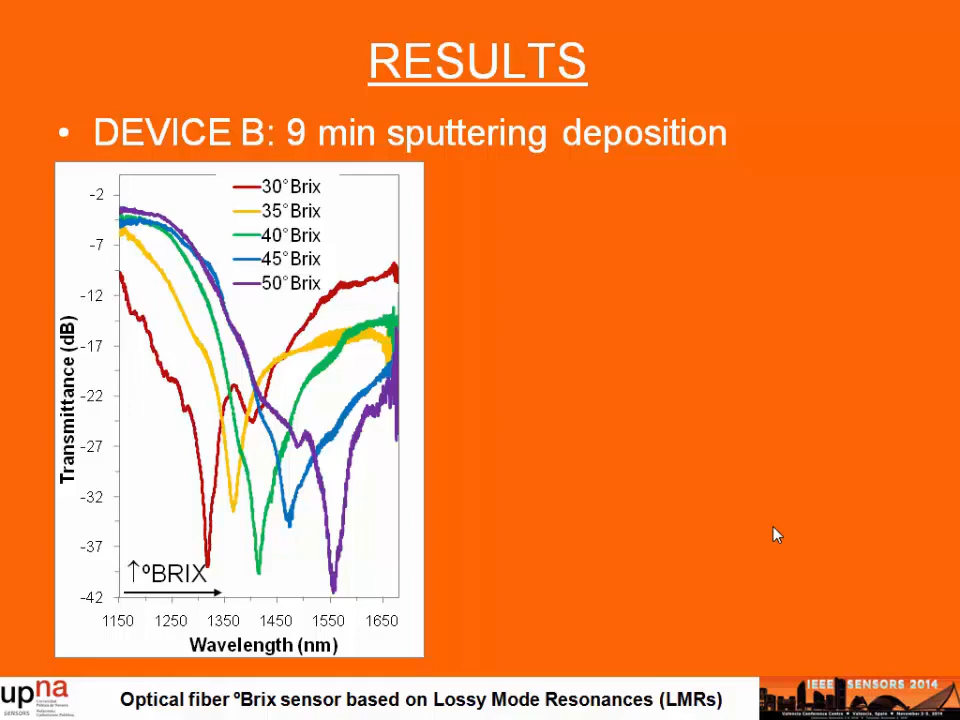 RESULTS
• DEVICE B: 9 min sputtering deposition
30°Brix
35°Brix
40°Brix
45°Brix
50°Brix
-2
-7
-12
-17
-22
-27
-32
-37
-42
Transmittance (dB)
↑ºBRIX
1150 1250 1350 1450 1550 1650
Wavelength (nm)
upna
SENSORS
Optical fiber ºBrix sensor based on Lossy Mode Resonances (LMRs)
IEEE SENSORS 2014